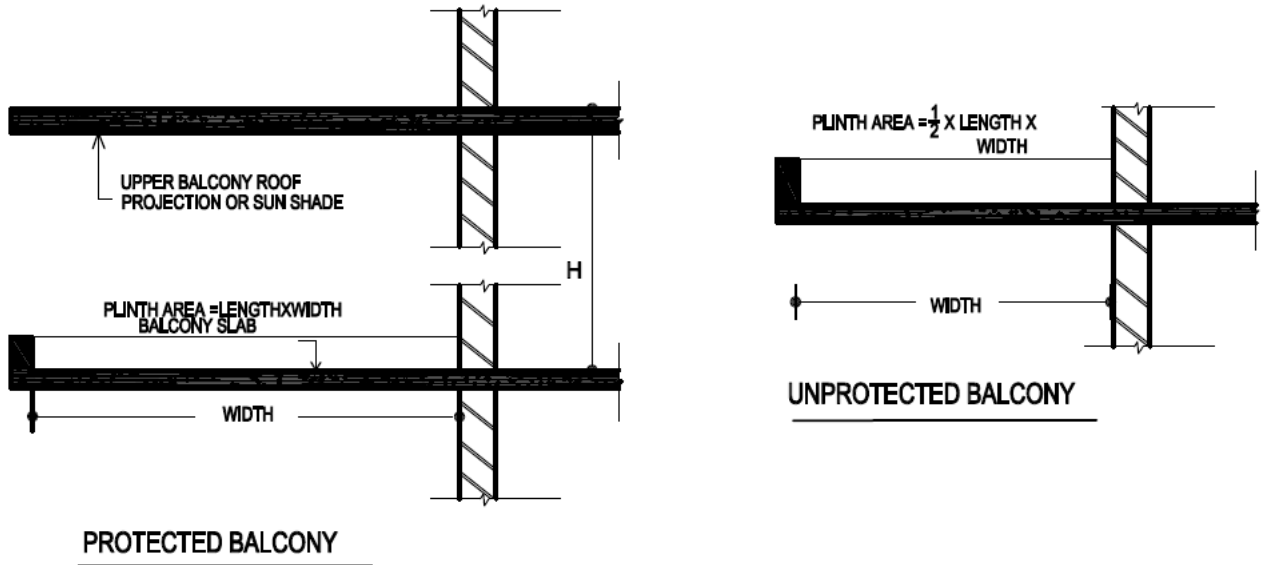 UPPER BALCONY ROOF
PROJECTION OR SUN SHADE
H
PLINTH AREA =LENGTHXWIDTH
BALCONY SLAB
WIDTH
PROTECTED BALCONY
PLINTH AREA =1/2 X LENGTH X
WIDTH
WIDTH
UNPROTECTED BALCONY